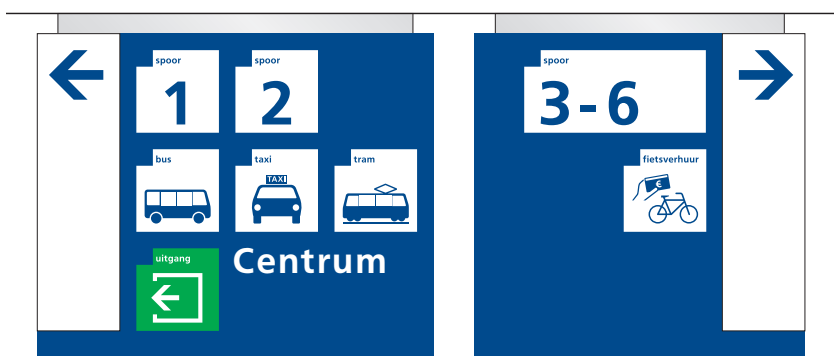 spoor
1
spoor
2
bus
taxi
TAXI
tram
uitgang
Centrum
spoor
3-6
fietsverhuur
€